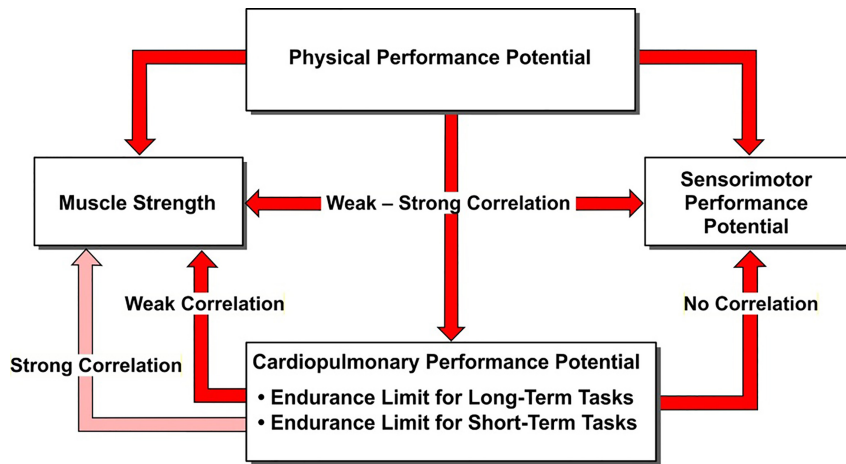 Physical Performance Potential
Muscle Strength
Weak – Strong Correlation
Sensorimotor
Performance
Potential
Weak Correlation
No Correlation
Strong Correlation
Cardiopulmonary Performance Potential
• Endurance Limit for Long-Term Tasks
• Endurance Limit for Short-Term Tasks